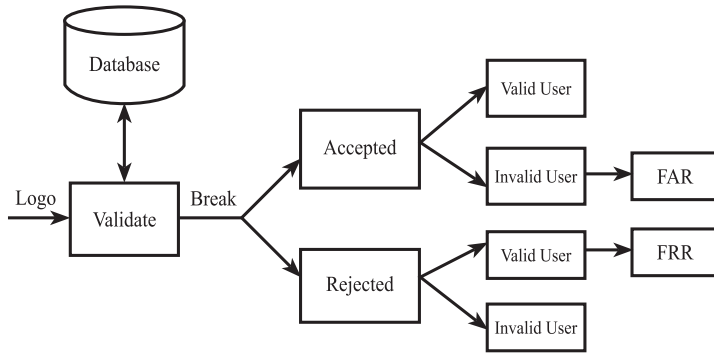 Database
Logo
Validate
Break
Accepted
Rejected
Valid User
Invalid User
FAR
Valid User
FRR
Invalid User